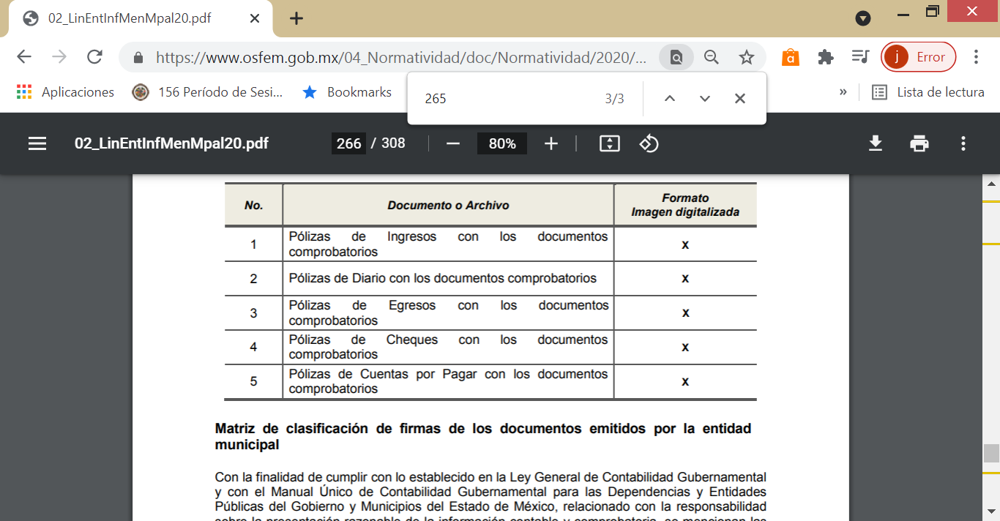 02_LinEntInfMenMpal20.pdf
https://www.osfem.gob.mx/04_Normatividad/doc/Normatividad/2020/...
j Error
Aplicaciones 156 Período de Sesi... Bookmarks » Lista de lectura
265 3/3
02_LinEntInfMenMpal20.pdf 266 / 308 80%
No. Documento o Archivo Formato
Imagen digitalizada
1 Pólizas de Ingresos con los documentos
comprobatorios x
2 Pólizas de Diario con los documentos comprobatorios x
3 Pólizas de Egresos con los documentos
comprobatorios x
4 Pólizas de Cheques con los documentos
comprobatorios x
5 Pólizas de Cuentas por Pagar con los documentos
comprobatorios x
Matriz de clasificación de firmas de los documentos emitidos por la entidad
municipal
Con la finalidad de cumplir con lo establecido en la Ley General de Contabilidad Gubernamental
y con el Manual Único de Contabilidad Gubernamental para las Dependencias y Entidades
Públicas del Gobierno y Municipios del Estado de México, relacionado con la responsabilidad
sobre la presentación razonable de la información contable y comprobatoria, se mencionan las